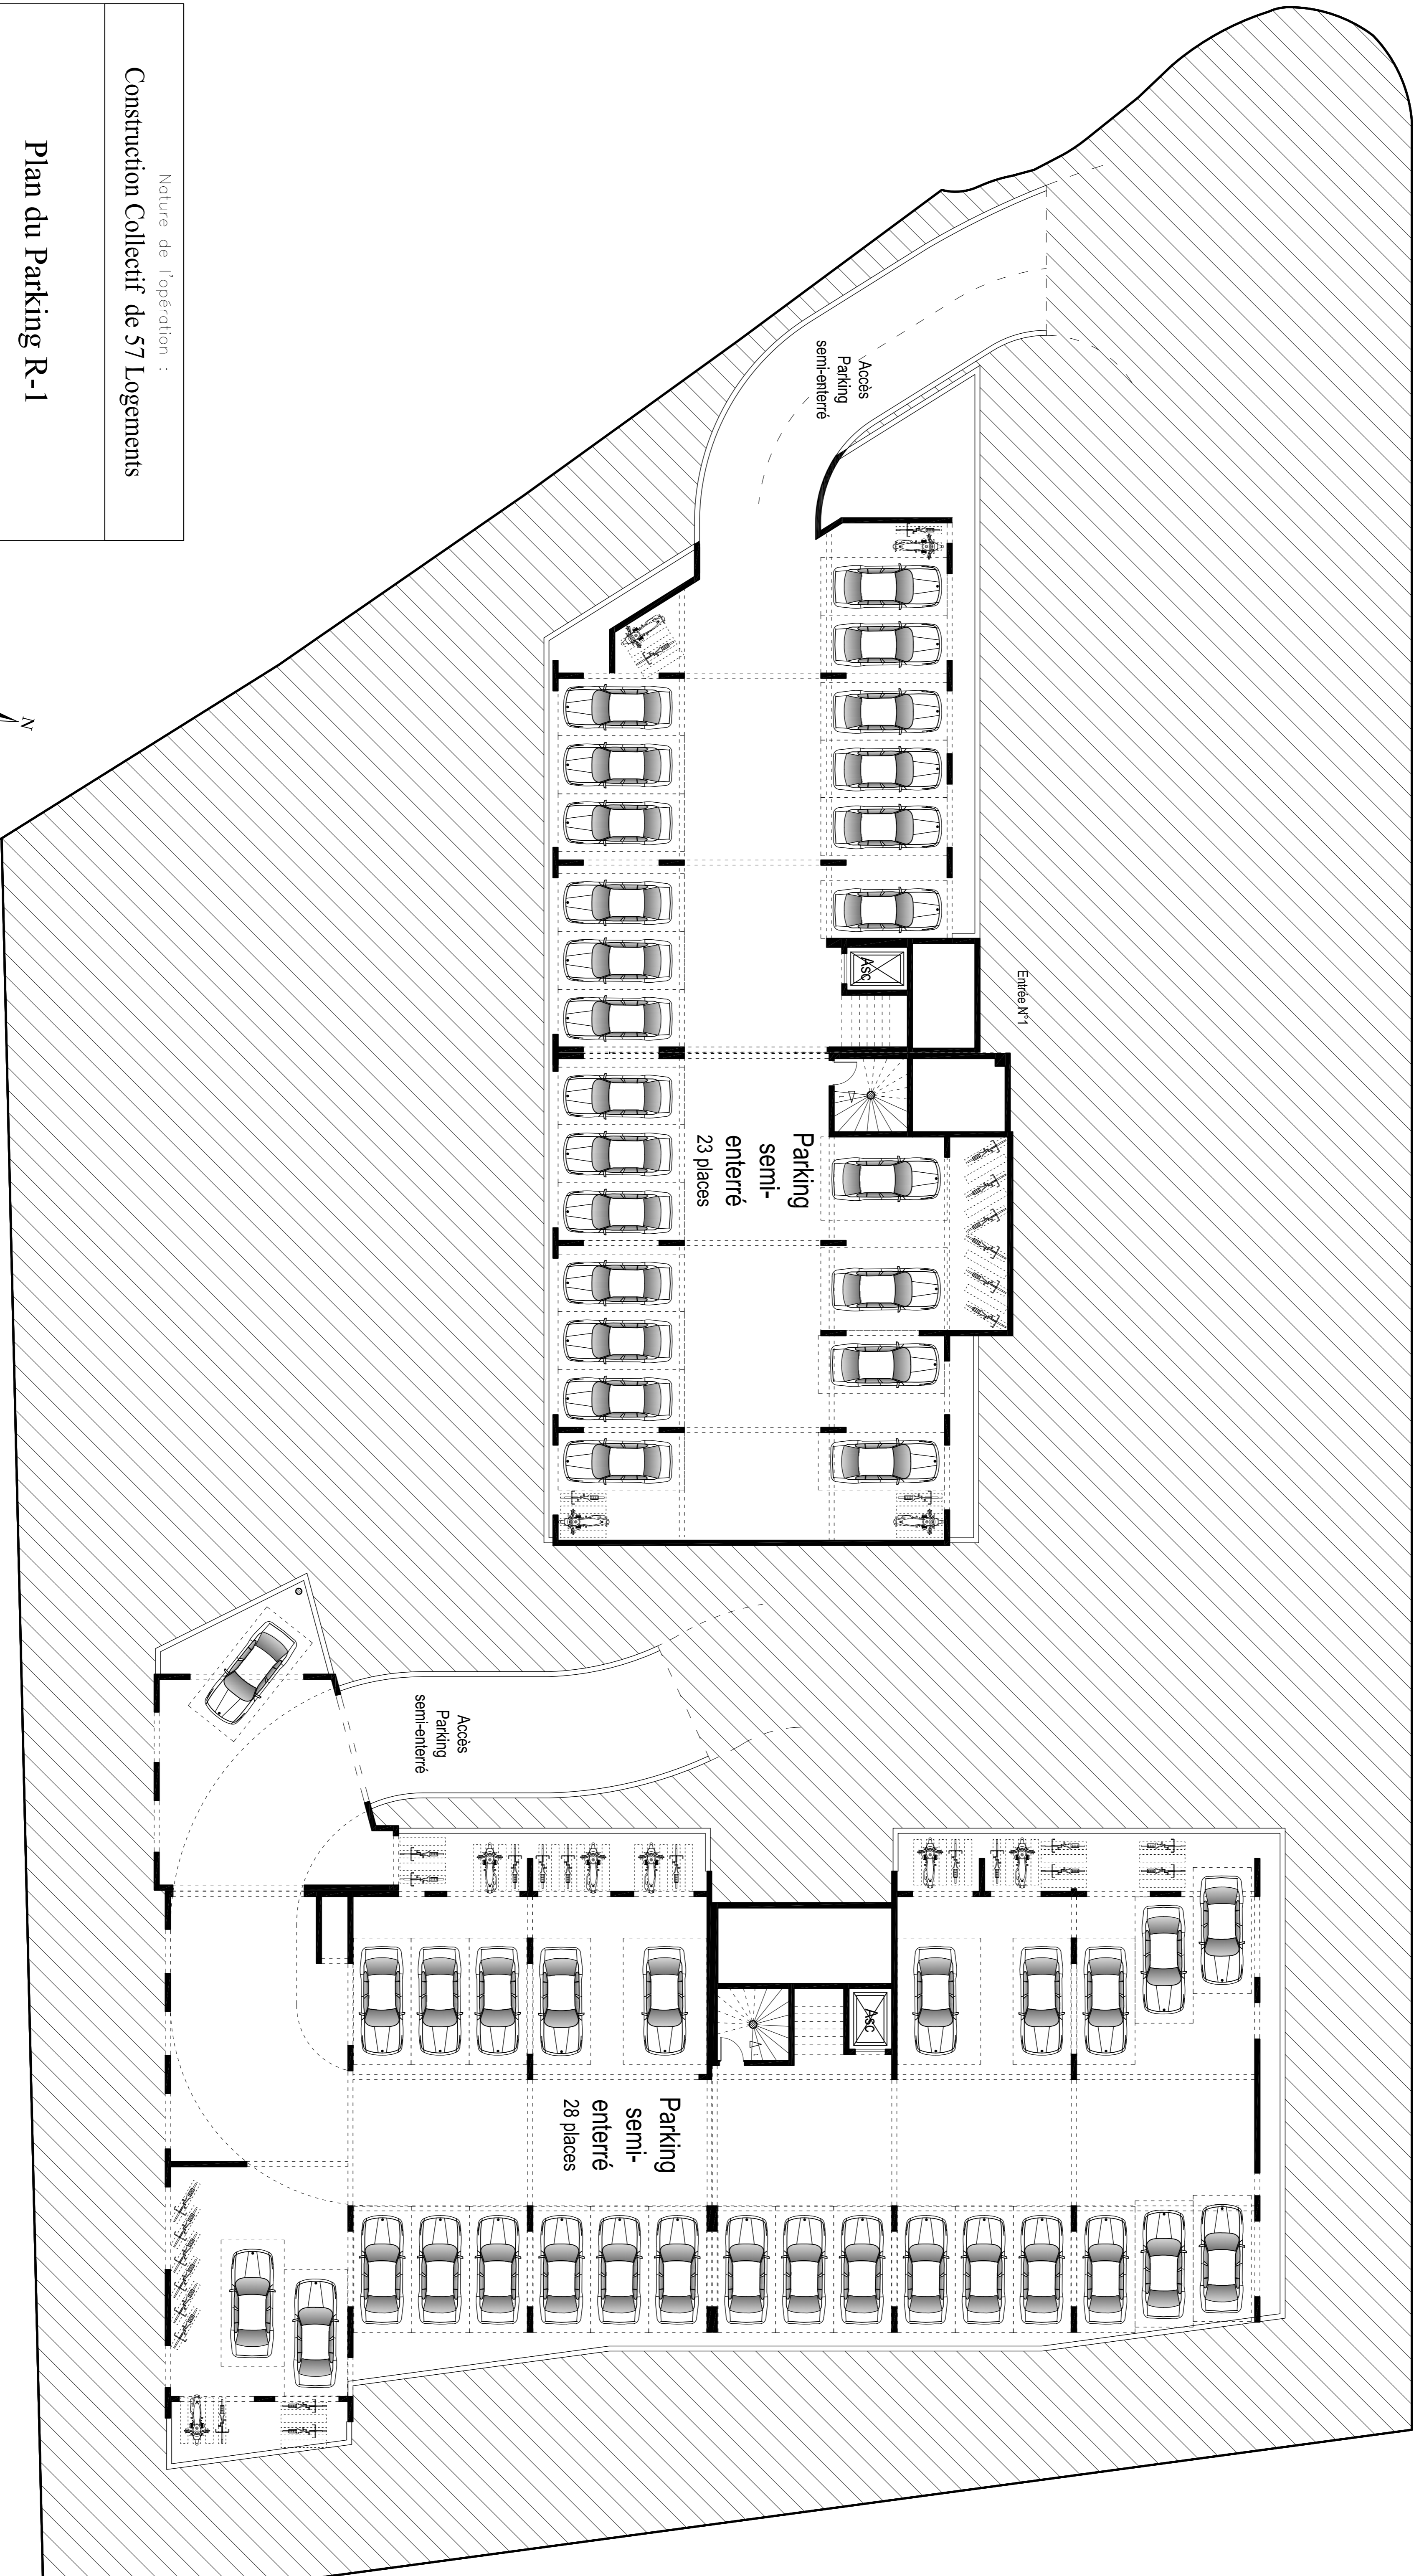 Nature de l'opération :
Construction Collectif de 57 Logements
Plan du Parking R-1
N
Accès
Parking
semi-enterré
Asc
Entrée N°1
Parking
semi-
enterré
23 places
Accès
Parking
semi-enterré
Asc
Parking
semi-
enterré
28 places